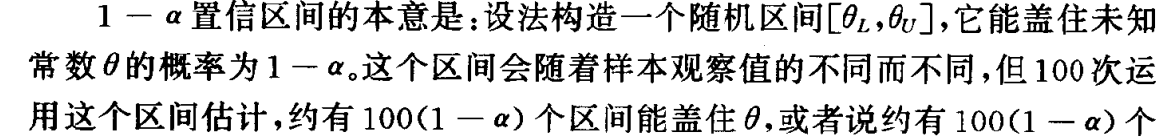 1 - α 置信区间的本意是:设法构造一个随机区间[θL,θU],它能盖住未知
常数θ的概率为1 - α。这个区间会随着样本观察值的不同而不同,但100次运
用这个区间估计,约有100(1 - α)个区间能盖住θ,或者说约有100(1 - α)个